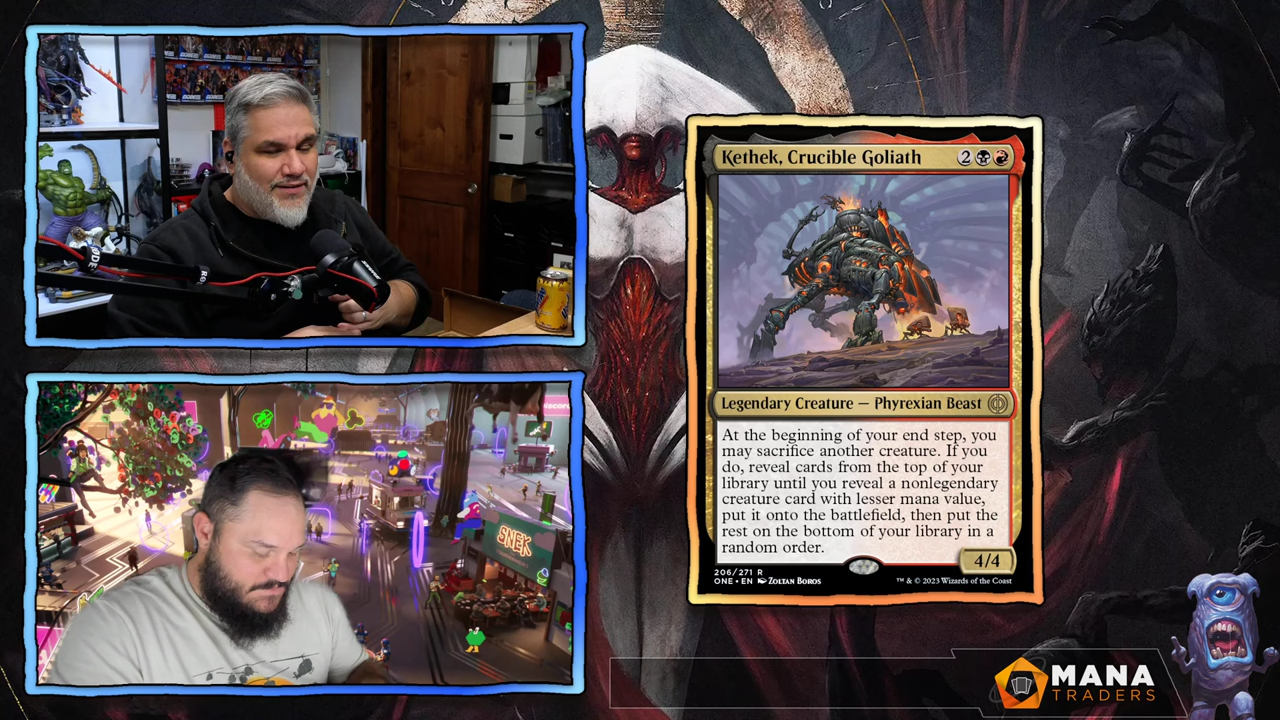 Kethek, Crucible Goliath 2
Legendary Creature — Phyrexian Beast
At the beginning of your end step, you
may sacrifice another creature. If you
do, reveal cards from the top of your
library until you reveal a nonlegendary
creature card with lesser mana value,
put it onto the battlefield, then put the
rest on the bottom of your library in a
random order.
4/4
206/271 R
ONE • EN ZOLTAN BOROS
™ & © 2023 Wizards of the Coast
SNEK
MANA
TRADERS